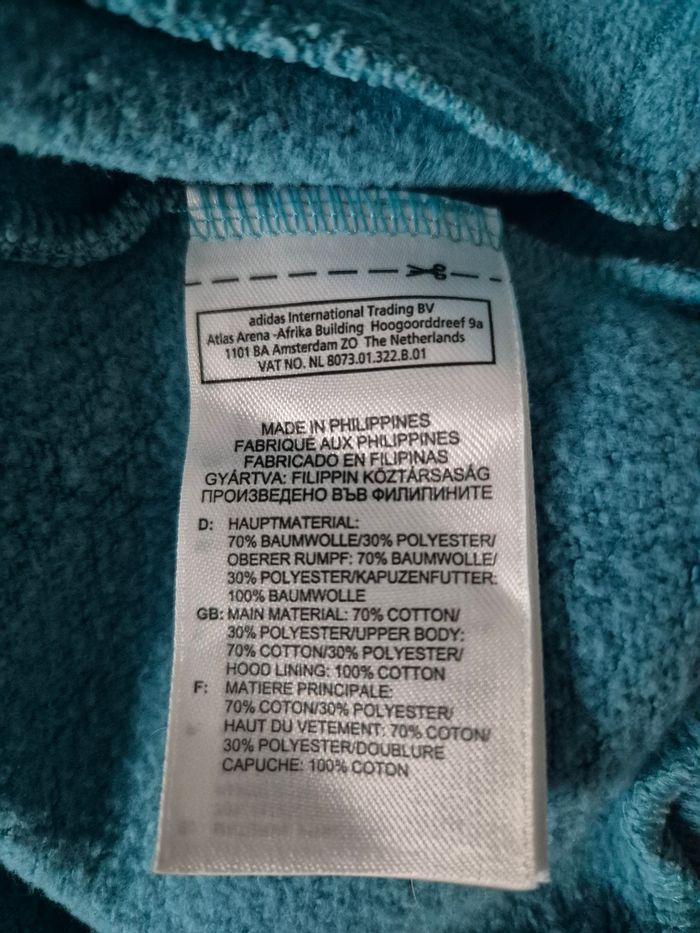 adidas International Trading BV
Atlas Arena -Afrika Building Hoogoorddreef 9a
1101 BA Amsterdam ZO The Netherlands
VAT NO. NL 8073.01.322.B.01
MADE IN PHILIPPINES
FABRIQUE AUX PHILIPPINES
FABRICADO EN FILIPINAS
GYÁRTVA: FILIPPIN KÖZTÁRSASÁG
ПРОИЗВЕДЕНО ВЪВ ФИЛИПИНИТЕ
D: HAUPTMATERIAL:
70% BAUMWOLLE/30% POLYESTER/
OBERER RUMPF: 70% BAUMWOLLE/
30% POLYESTER/KAPUZENFUTTER:
100% BAUMWOLLE
GB: MAIN MATERIAL: 70% COTTON/
30% POLYESTER/UPPER BODY:
70% COTTON/30% POLYESTER/
HOOD LINING: 100% COTTON
F: MATIERE PRINCIPALE:
70% COTON/30% POLYESTER/
HAUT DU VETEMENT: 70% COTON/
30% POLYESTER/DOUBLURE
CAPUCHE: 100% COTON